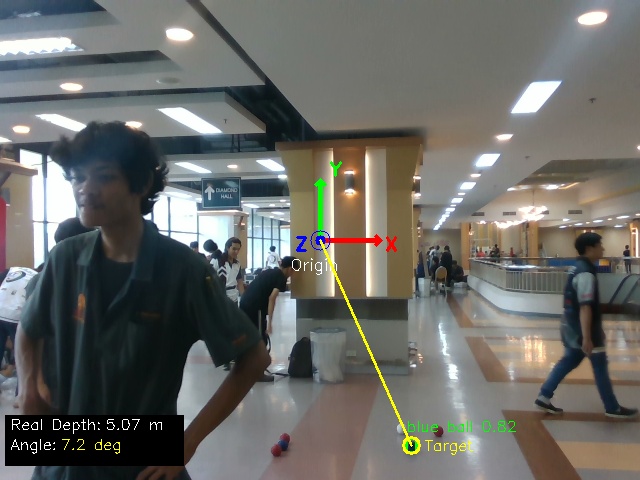 DIAMOND
HALL
Y
Z
X
Origin
blue ball 0.82
Target
Real Depth: 5.07 m
Angle: 7.2 deg